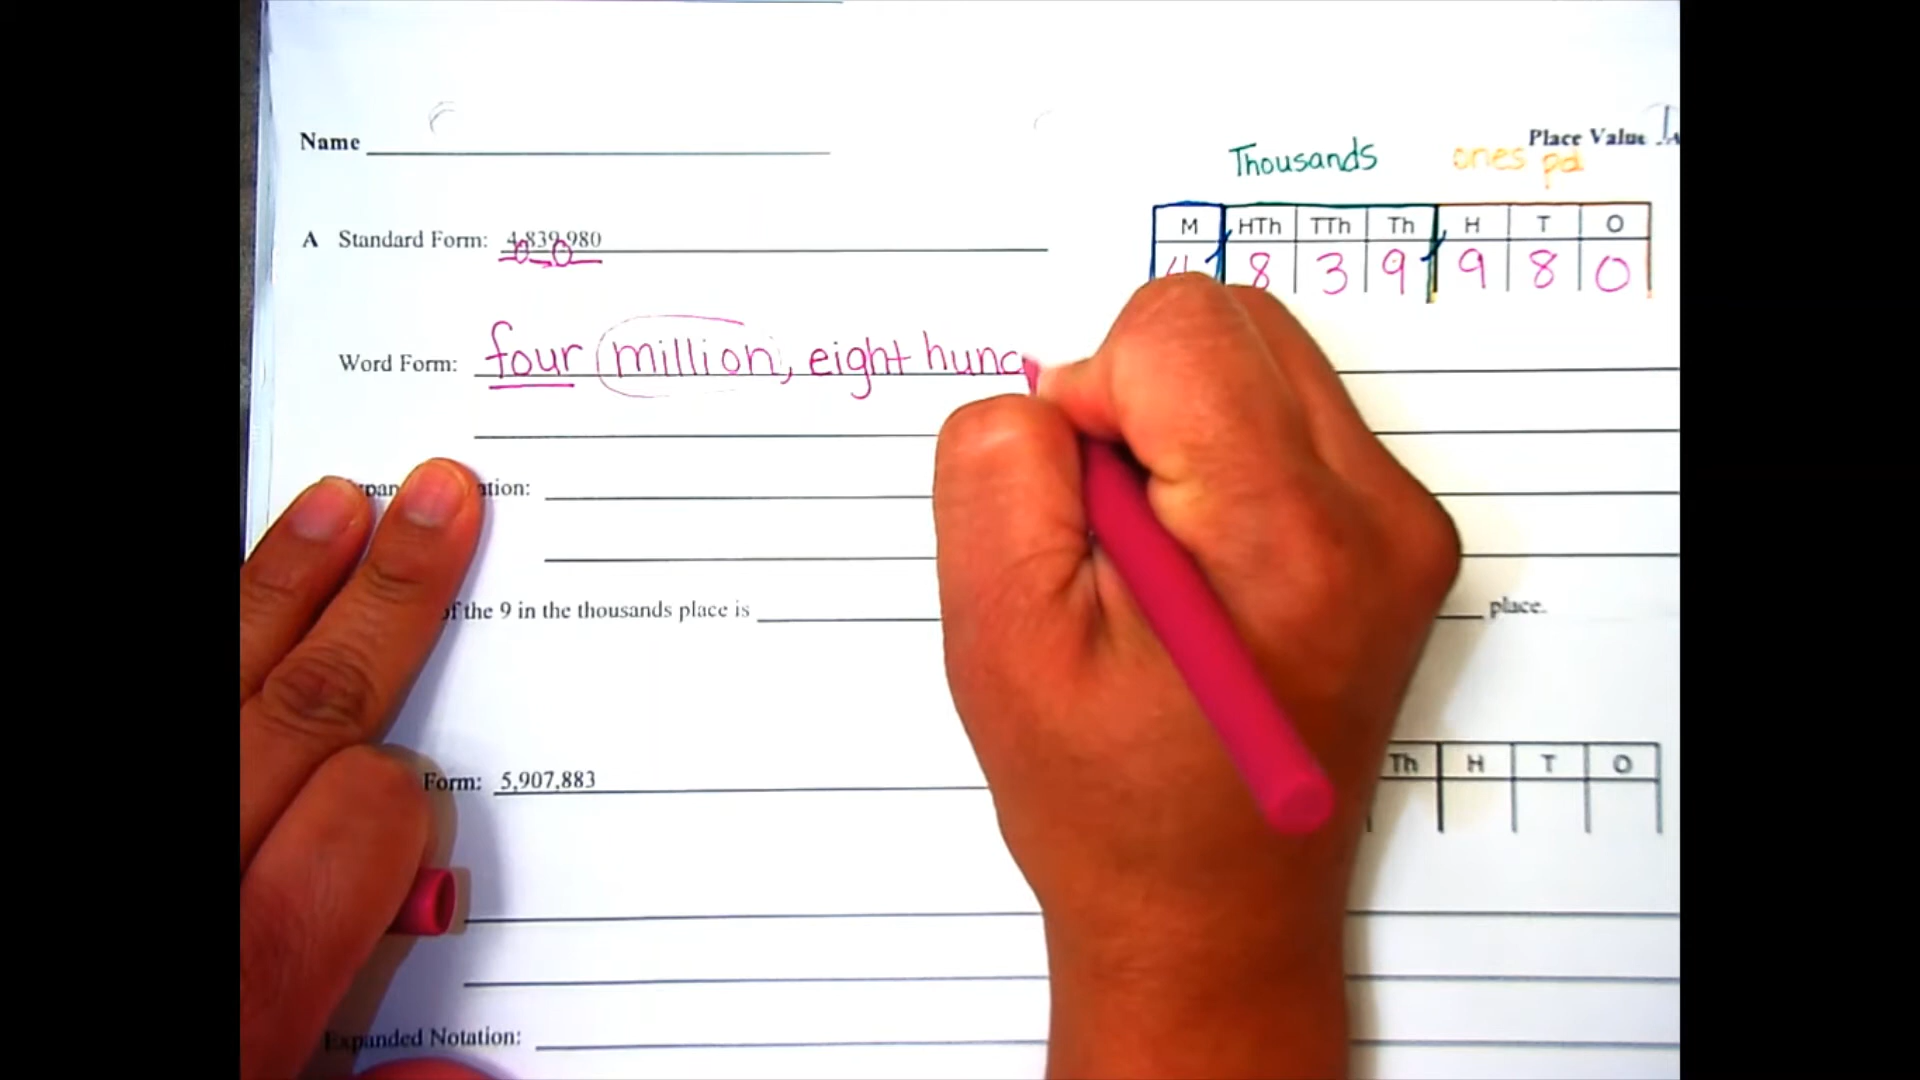 Name
Place Value
Thousands
ones pd
A Standard Form: 4,839,980
M HTh TTh Th H T O
8 3 9 9 8 0
Word Form: four million, eight hunc
of the 9 in the thousands place is place.
Form: 5,907,883
Th H T O
Expanded Notation: